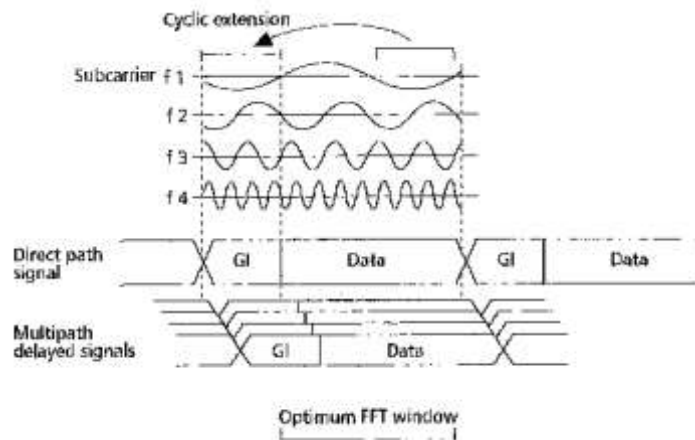 Cyclic extension
Subcarrier f 1
f 2
f 3
f 4
Direct path signal
GI
Data
GI
Data
Multipath delayed signals
GI
Data
Optimum FFT window